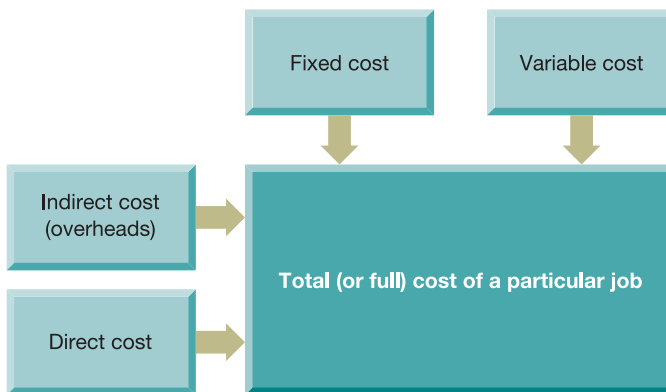 Fixed cost
Variable cost
Indirect cost
(overheads)
Total (or full) cost of a particular job
Direct cost